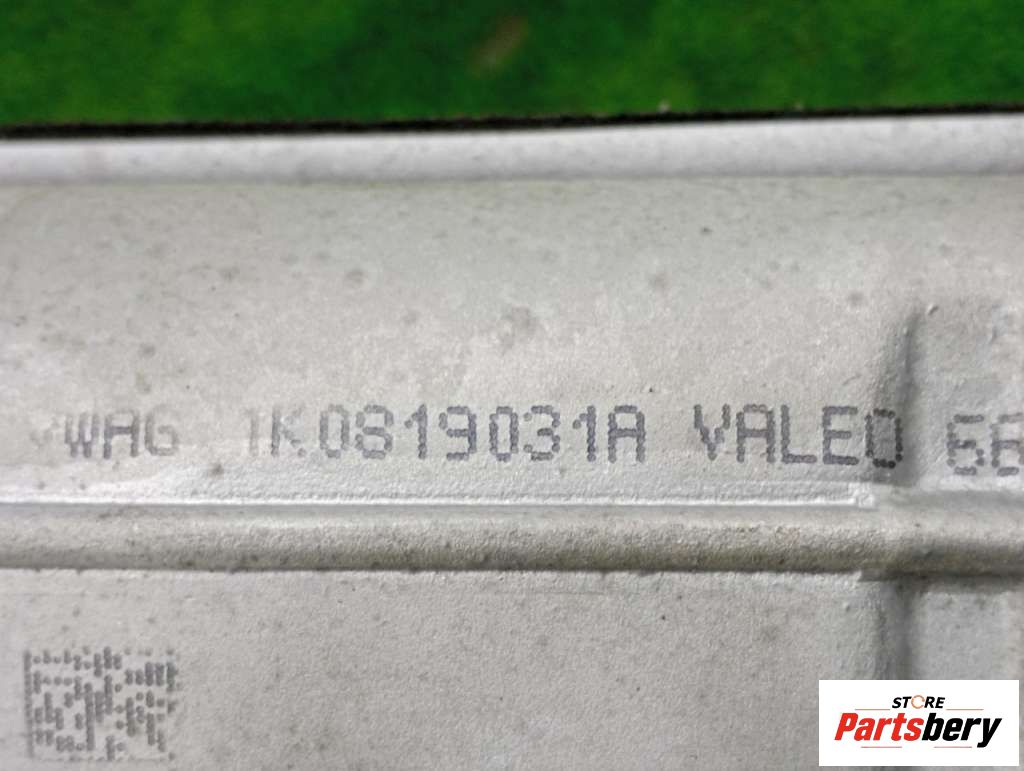 VWAG 1K0819031A VALEO
STORE
Partsbery